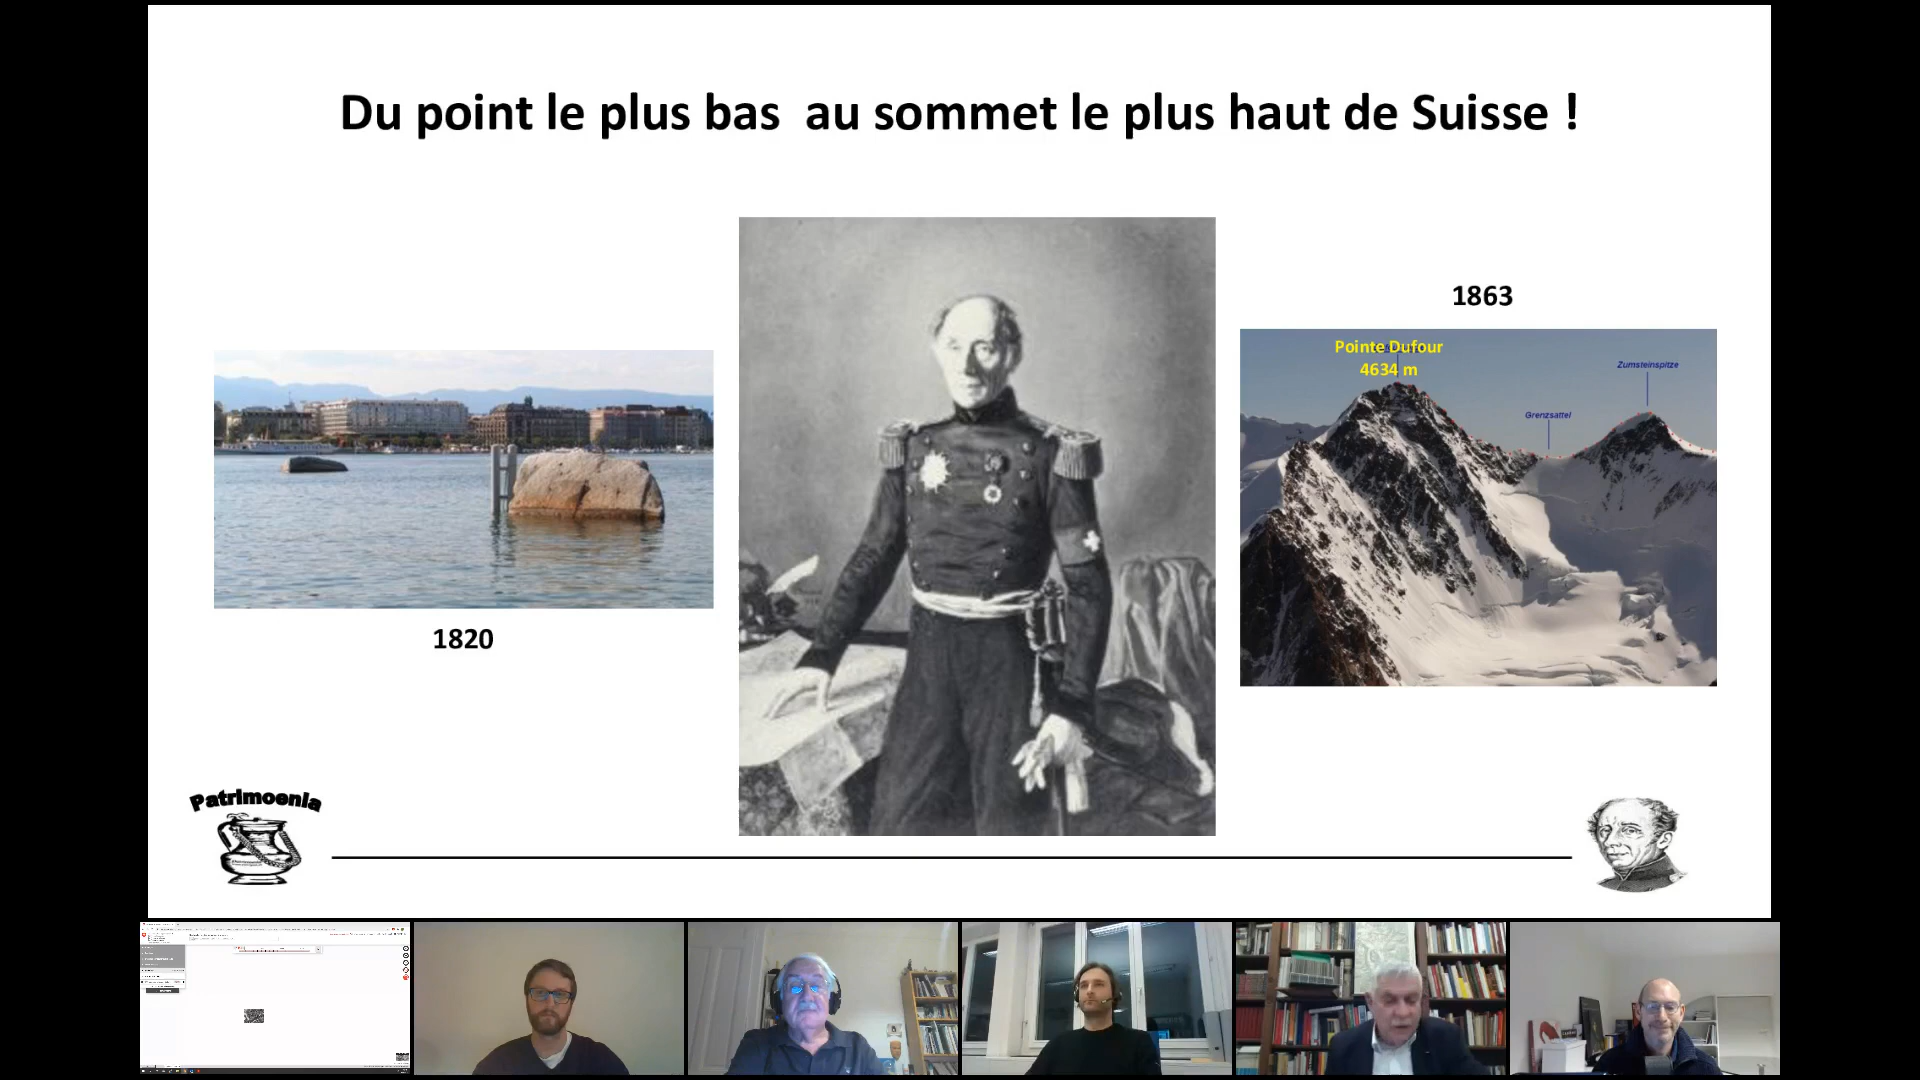 Du point le plus bas  au sommet le plus haut de Suisse !
1863
Pointe Dufour
4634 m
Zumsteinspitze
Grenzsattel
1820
Patrimoenia